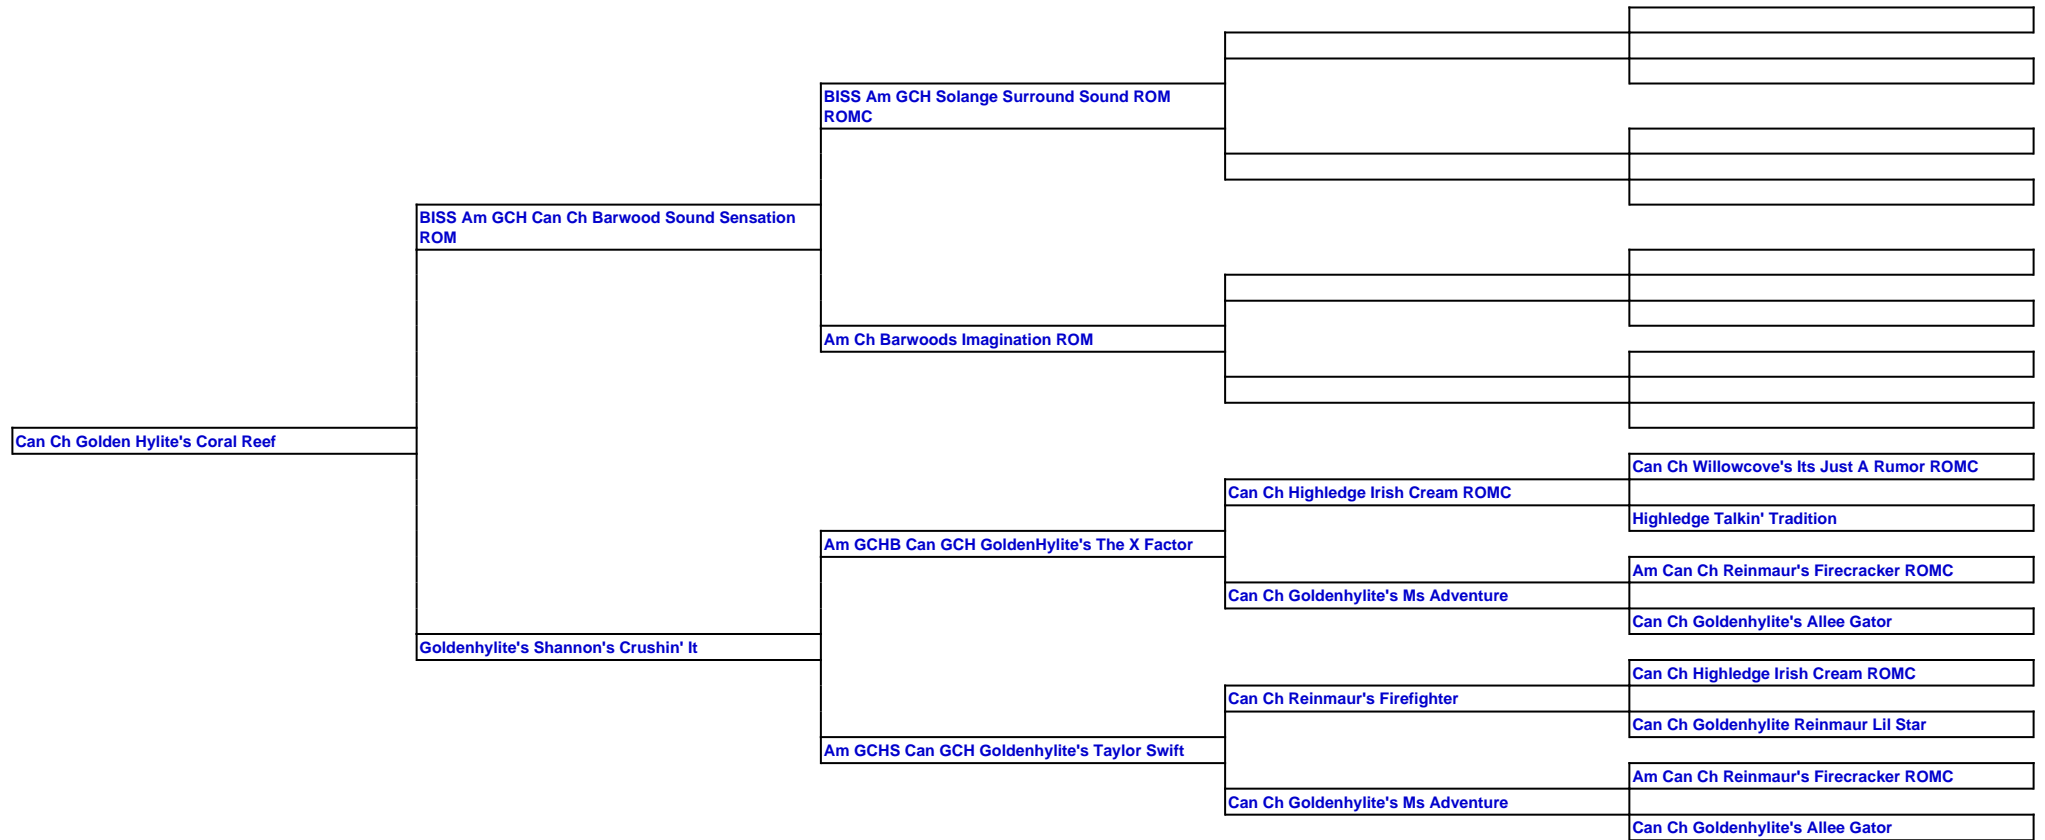 BISS Am GCH Solange Surround Sound ROM
ROMC
BISS Am GCH Can Ch Barwood Sound Sensation
ROM
Am Ch Barwoods Imagination ROM
Can Ch Golden Hylite's Coral Reef
Can Ch Willowcove's Its Just A Rumor ROMC
Can Ch Highledge Irish Cream ROMC
Highledge Talkin' Tradition
Am GCHB Can GCH GoldenHylite's The X Factor
Am Can Ch Reinmaur's Firecracker ROMC
Can Ch Goldenhylite's Ms Adventure
Can Ch Goldenhylite's Allee Gator
Goldenhylite's Shannon's Crushin' It
Can Ch Highledge Irish Cream ROMC
Can Ch Reinmaur's Firefighter
Can Ch Goldenhylite Reinmaur Lil Star
Am GCHS Can GCH Goldenhylite's Taylor Swift
Am Can Ch Reinmaur's Firecracker ROMC
Can Ch Goldenhylite's Ms Adventure
Can Ch Goldenhylite's Allee Gator